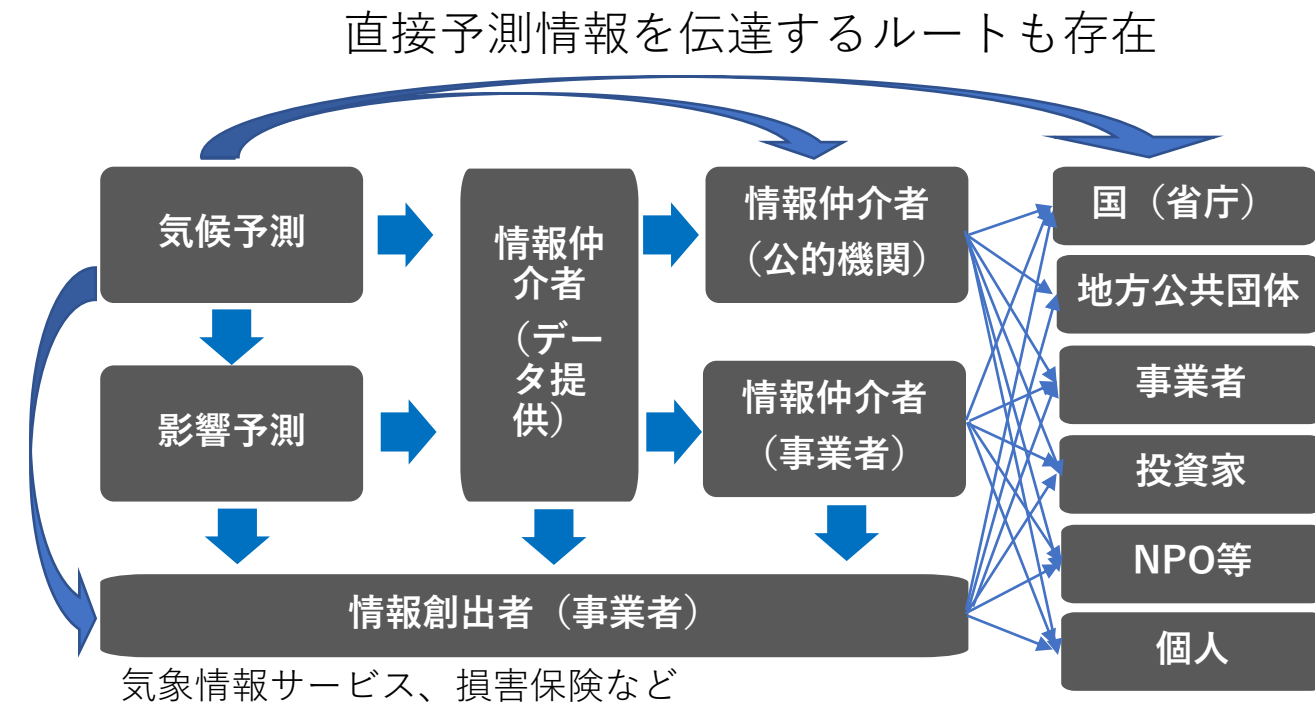 直接予測情報を伝達するルートも存在
気候予測
影響予測
情報仲
介者
（デー
タ提
供）
情報仲介者
（公的機関）
情報仲介者
（事業者）
国（省庁）
地方公共団体
事業者
投資家
NPO等
個人
情報創出者（事業者）
気象情報サービス、損害保険など